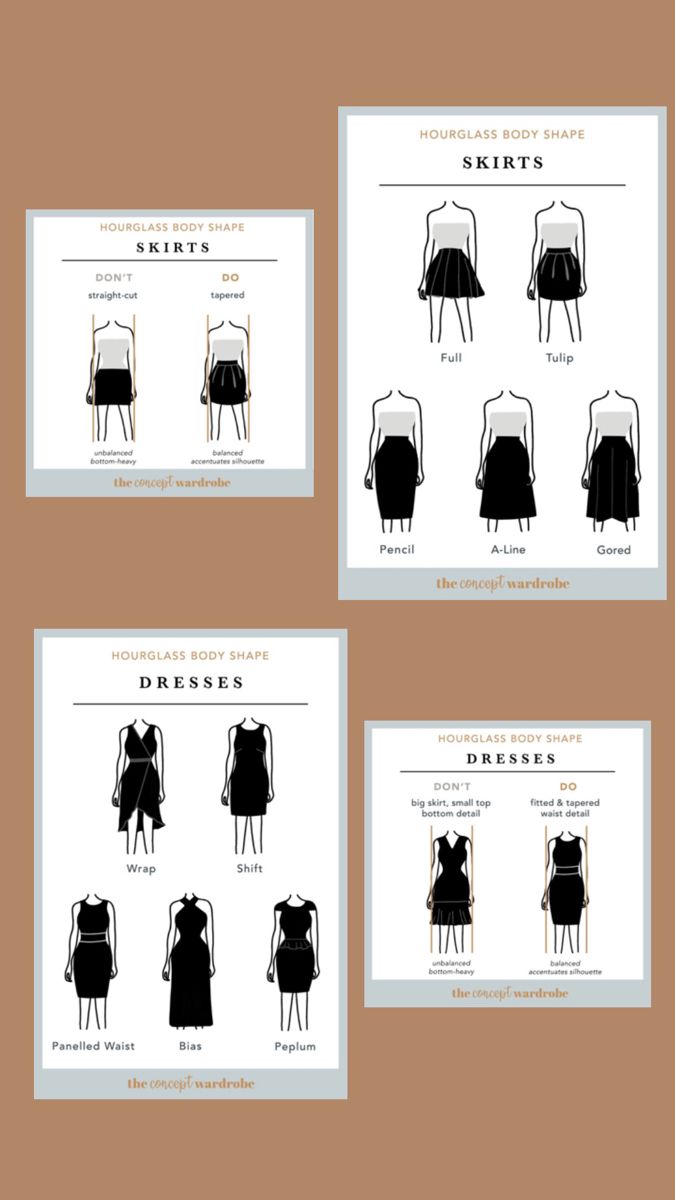 HOURGLASS BODY SHAPE
SKIRTS
DON'T
DO
straight-cut
tapered
unbalanced
bottom-heavy
balanced
accentuates silhouette
the concept wardrobe
HOURGLASS BODY SHAPE
SKIRTS
Full
Tulip
Pencil
A-Line
Gored
the concept wardrobe
HOURGLASS BODY SHAPE
DRESSES
Wrap
Shift
Panelled Waist
Bias
Peplum
the concept wardrobe
HOURGLASS BODY SHAPE
DRESSES
DON'T
DO
big skirt, small top
bottom detail
fitted & tapered
waist detail
unbalanced
bottom-heavy
balanced
accentuates silhouette
the concept wardrobe